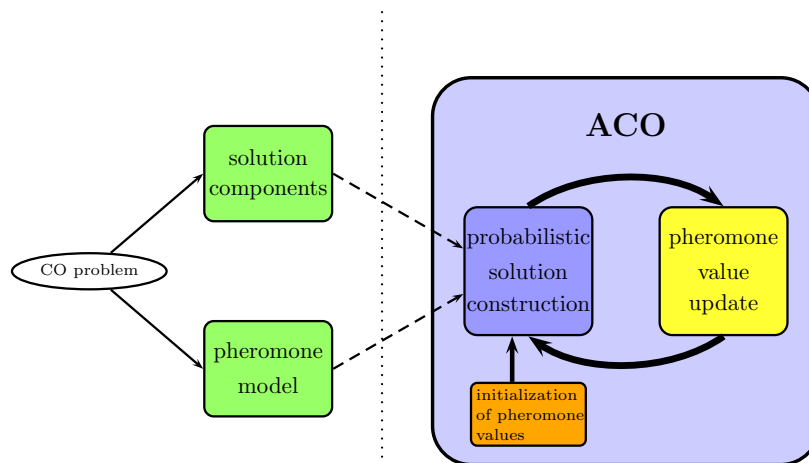 ACO
solution
components
CO problem
pheromone
model
probabilistic
solution
construction
pheromone
value
update
initialization
of pheromone
values